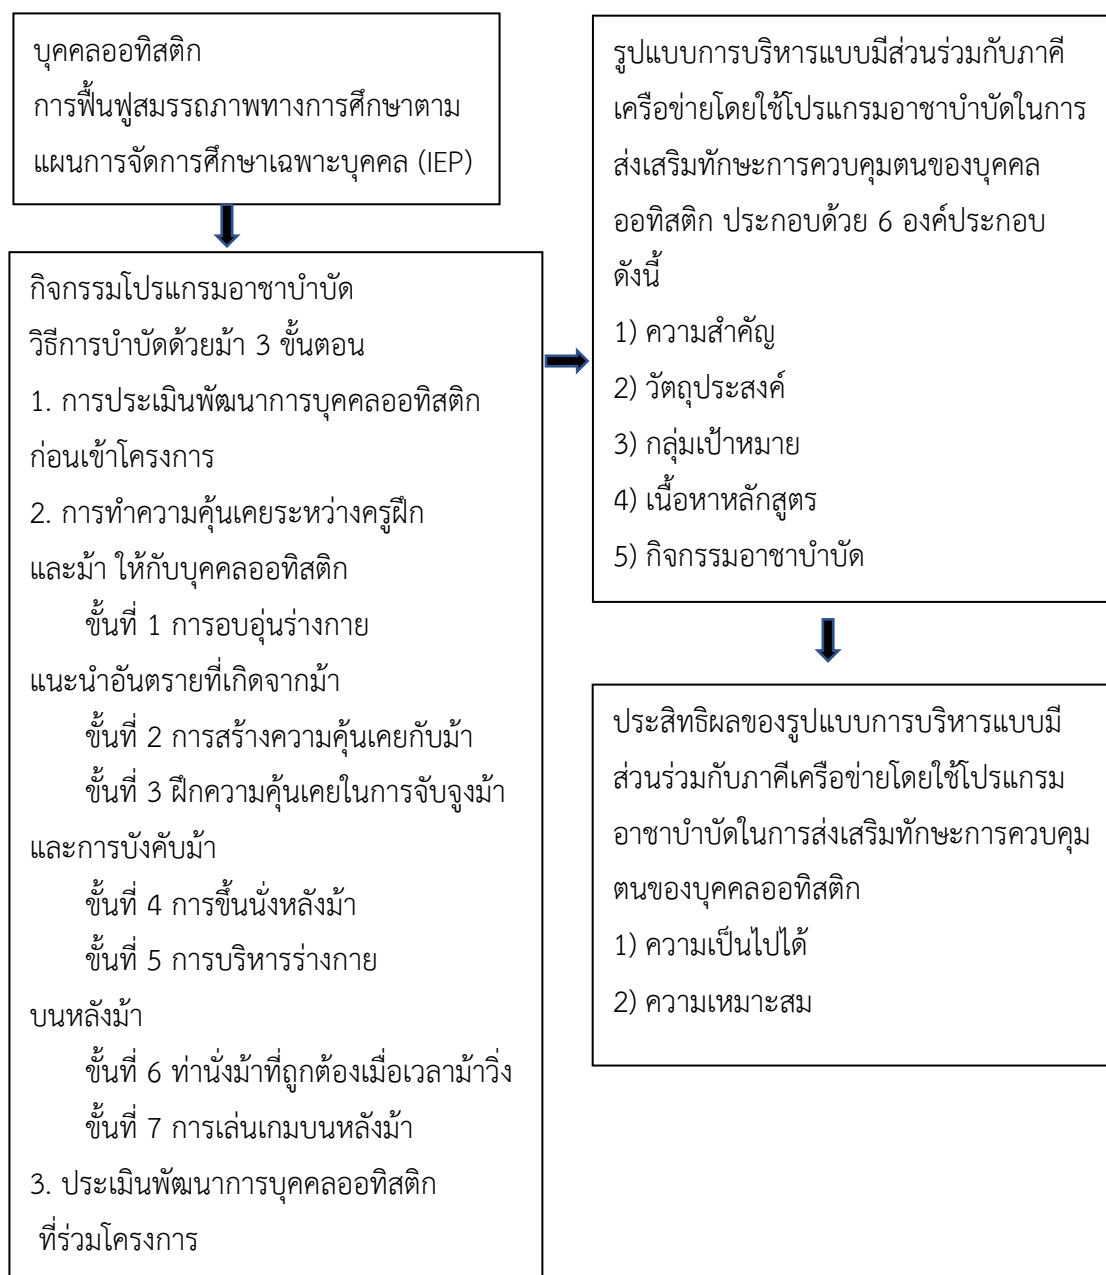 บุคคลออทิสติก
การฟื้นฟูสมรรถภาพทางการศึกษาตาม
แผนการจัดการศึกษาเฉพาะบุคคล (IEP)
กิจกรรมโปรแกรมอาชาบำบัด
วิธีการบำบัดด้วยม้า 3 ขั้นตอน
1. การประเมินพัฒนาการบุคคลออทิสติก
ก่อนเข้าโครงการ
2. การทำความคุ้นเคยระหว่างครูฝึก
และม้า ให้กับบุคคลออทิสติก
ขั้นที่ 1 การอบอุ่นร่างกาย
แนะนำอันตรายที่เกิดจากม้า
ขั้นที่ 2 การสร้างความคุ้นเคยกับม้า
ขั้นที่ 3 ฝึกความคุ้นเคยในการจับจูงม้า
และการบังคับม้า
ขั้นที่ 4 การขึ้นนั่งหลังม้า
ขั้นที่ 5 การบริหารร่างกาย
บนหลังม้า
ขั้นที่ 6 ท่านั่งม้าที่ถูกต้องเมื่อเวลาม้าวิ่ง
ขั้นที่ 7 การเล่นเกมบนหลังม้า
3. ประเมินพัฒนาการบุคคลออทิสติก
ที่ร่วมโครงการ
รูปแบบการบริหารแบบมีส่วนร่วมกับภาคี
เครือข่ายโดยใช้โปรแกรมอาชาบำบัดในการ
ส่งเสริมทักษะการควบคุมตนของบุคคล
ออทิสติก ประกอบด้วย 6 องค์ประกอบ
ดังนี้
1) ความสำคัญ
2) วัตถุประสงค์
3) กลุ่มเป้าหมาย
4) เนื้อหาหลักสูตร
5) กิจกรรมอาชาบำบัด
ประสิทธิผลของรูปแบบการบริหารแบบมี
ส่วนร่วมกับภาคีเครือข่ายโดยใช้โปรแกรม
อาชาบำบัดในการส่งเสริมทักษะการควบคุม
ตนของบุคคลออทิสติก
1) ความเป็นไปได้
2) ความเหมาะสม